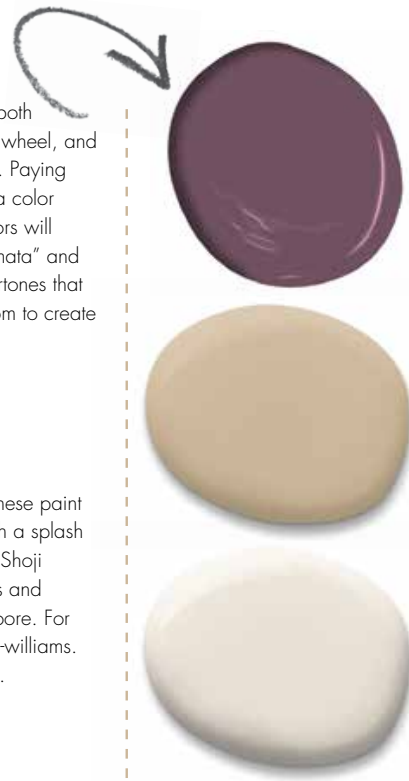 both
wheel, and
. Paying
a color
ors will
nata” and
rtones that
om to create
hese paint
h a splash
Shoji
s and
pore. For
-williams.
.